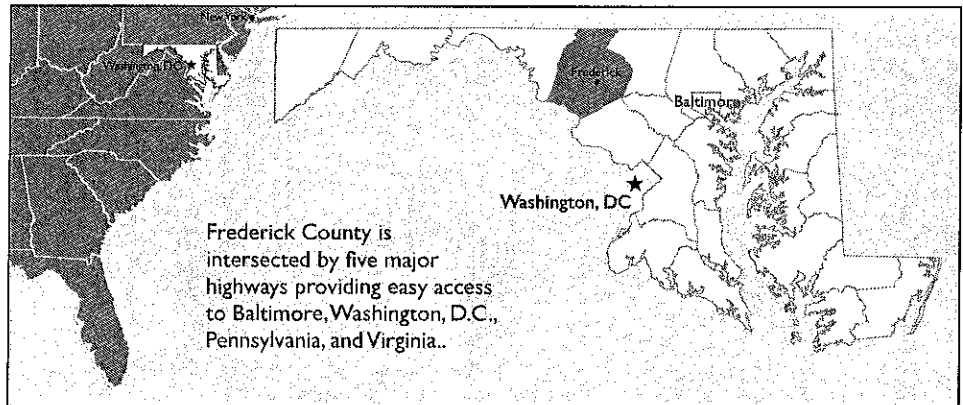 New York
Washington, DC
Frederick
Baltimore
Washington, DC
Frederick County is
intersected by five major
highways providing easy access
to Baltimore, Washington, D.C.,
Pennsylvania, and Virginia..